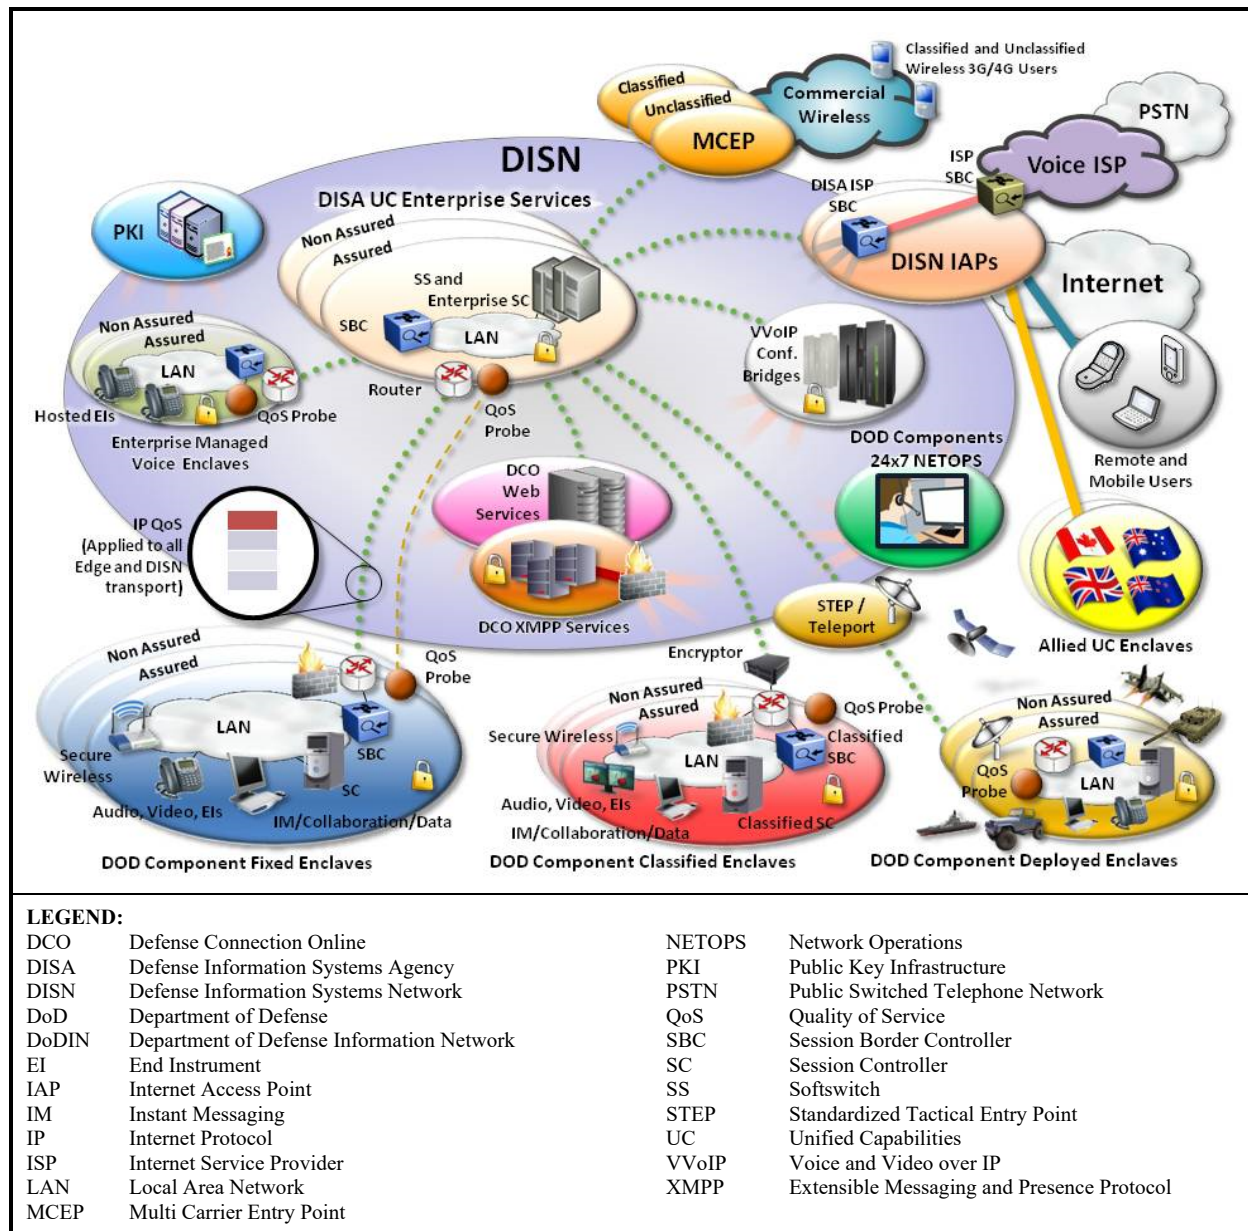 Classified and Unclassified
Wireless 3G/4G Users
Classified
Unclassified
MCEP
Commercial
Wireless
PSTN
Voice ISP
ISP
SBC
DISN
DISA UC Enterprise Services
DISA ISP
SBC
DISN IAPs
Internet
PKI
Non Assured
Assured
SS and
Enterprise SC
SBC
LAN
Router
QoS
Probe
Non Assured
Assured
LAN
Hosted EIs
QoS Probe
Enterprise Managed
Voice Enclaves
VVoIP
Conf.
Bridges
DOD Components
24x7 NETOPS
Remote and
Mobile Users
IP QoS
(Applied to all
Edge and DISN
transport)
DCO
Web
Services
DCO XMPP Services
STEP /
Teleport
Allied UC Enclaves
Non Assured
Assured
QoS
Probe
LAN
SBC
Secure
Wireless
SC
Audio, Video, EIs
IM/Collaboration/Data
DOD Component Fixed Enclaves
Encryptor
Non Assured
Assured
QoS Probe
Secure Wireless
Classified
SBC
LAN
Audio, Video, EIs
IM/Collaboration/Data
Classified SC
DOD Component Classified Enclaves
Non Assured
Assured
QoS
Probe
LAN
DOD Component Deployed Enclaves
LEGEND:
DCO Defense Connection Online
DISA Defense Information Systems Agency
DISN Defense Information Systems Network
DoD Department of Defense
DoDIN Department of Defense Information Network
EI End Instrument
IAP Internet Access Point
IM Instant Messaging
IP Internet Protocol
ISP Internet Service Provider
LAN Local Area Network
MCEP Multi Carrier Entry Point
NETOPS Network Operations
PKI Public Key Infrastructure
PSTN Public Switched Telephone Network
QoS Quality of Service
SBC Session Border Controller
SC Session Controller
SS Softswitch
STEP Standardized Tactical Entry Point
UC Unified Capabilities
VVoIP Voice and Video over IP
XMPP Extensible Messaging and Presence Protocol